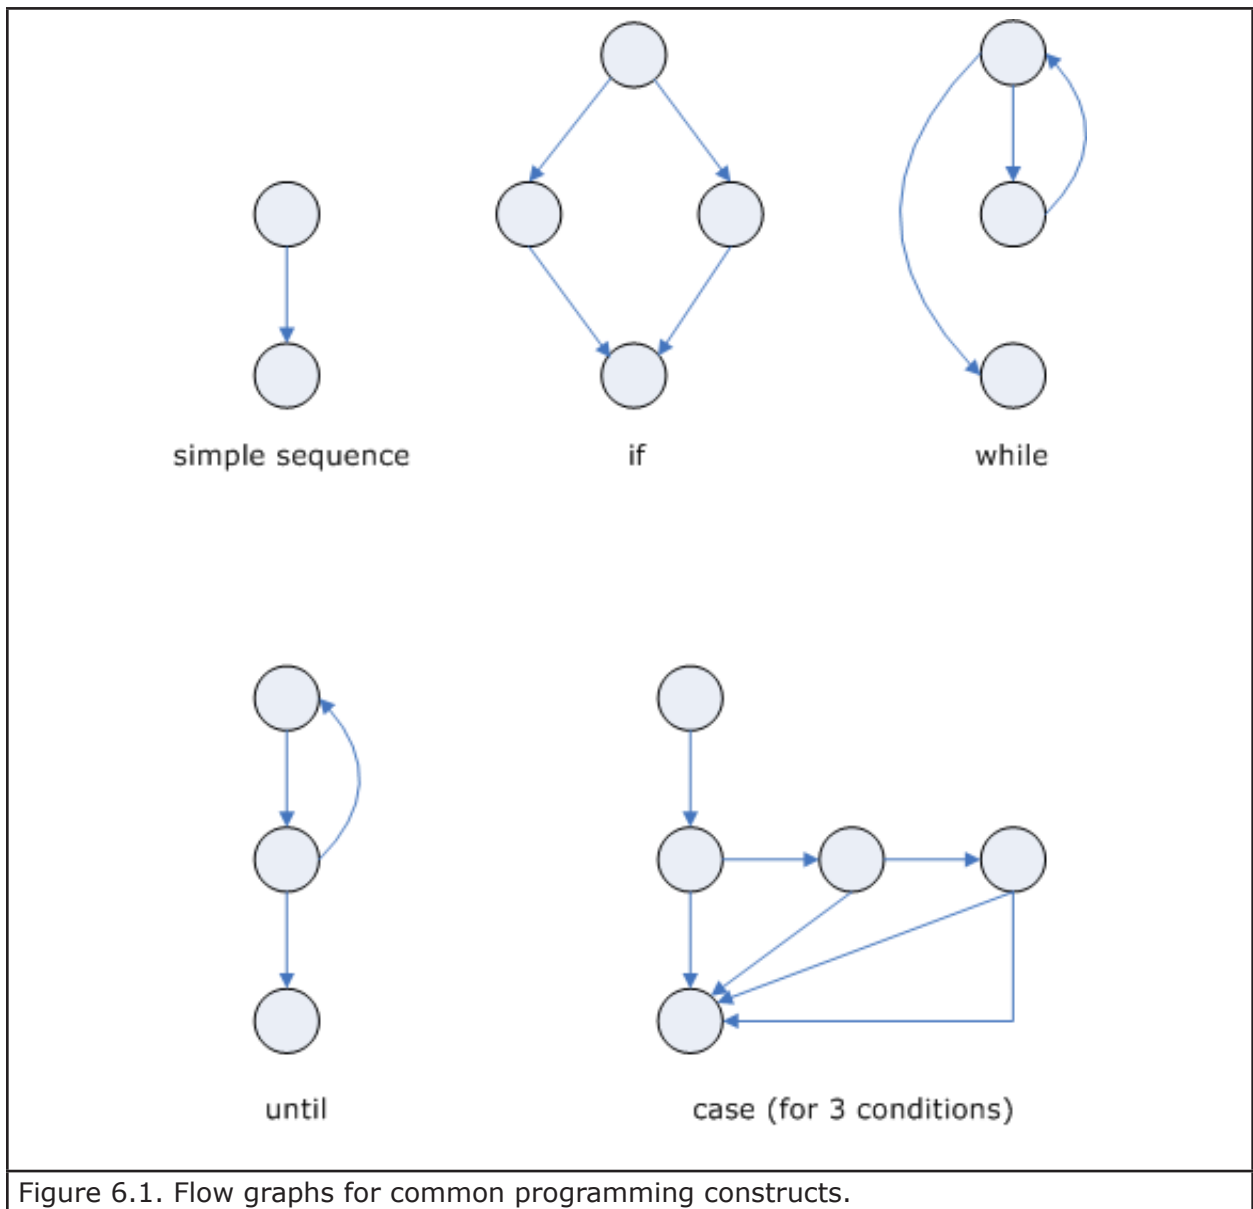 simple sequence
if
while
until
case (for 3 conditions)
Figure 6.1. Flow graphs for common programming constructs.